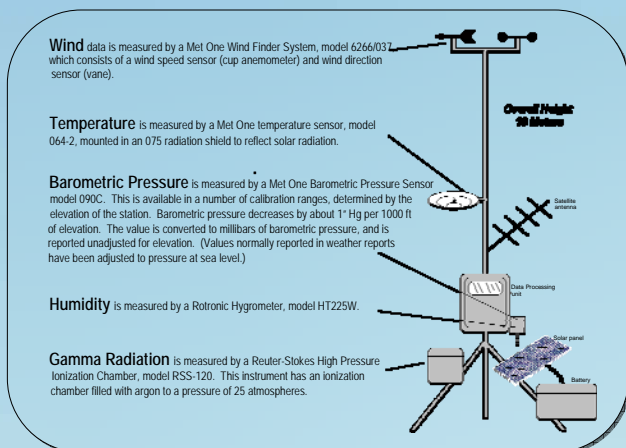 Wind data is measured by a Met One Wind Finder System, model 6266/037
which consists of a wind speed sensor (cup anemometer) and wind direction
sensor (vane).
Overall Height
10 Meters
Temperature is measured by a Met One temperature sensor, model
064-2, mounted in an 075 radiation shield to reflect solar radiation.
Barometric Pressure is measured by a Met One Barometric Pressure Sensor
model 090C. This is available in a number of calibration ranges, determined by the
elevation of the station. Barometric pressure decreases by about 1" Hg per 1000 ft
of elevation. The value is converted to millibars of barometric pressure, and is
reported unadjusted for elevation. (Values normally reported in weather reports
have been adjusted to pressure at sea level.)
Satellite
antenna
Data Processing
unit
Humidity is measured by a Rotronic Hygrometer, model HT225W.
Solar panel
Gamma Radiation is measured by a Reuter-Stokes High Pressure
Ionization Chamber, model RSS-120. This instrument has an ionization
chamber filled with argon to a pressure of 25 atmospheres.
Battery